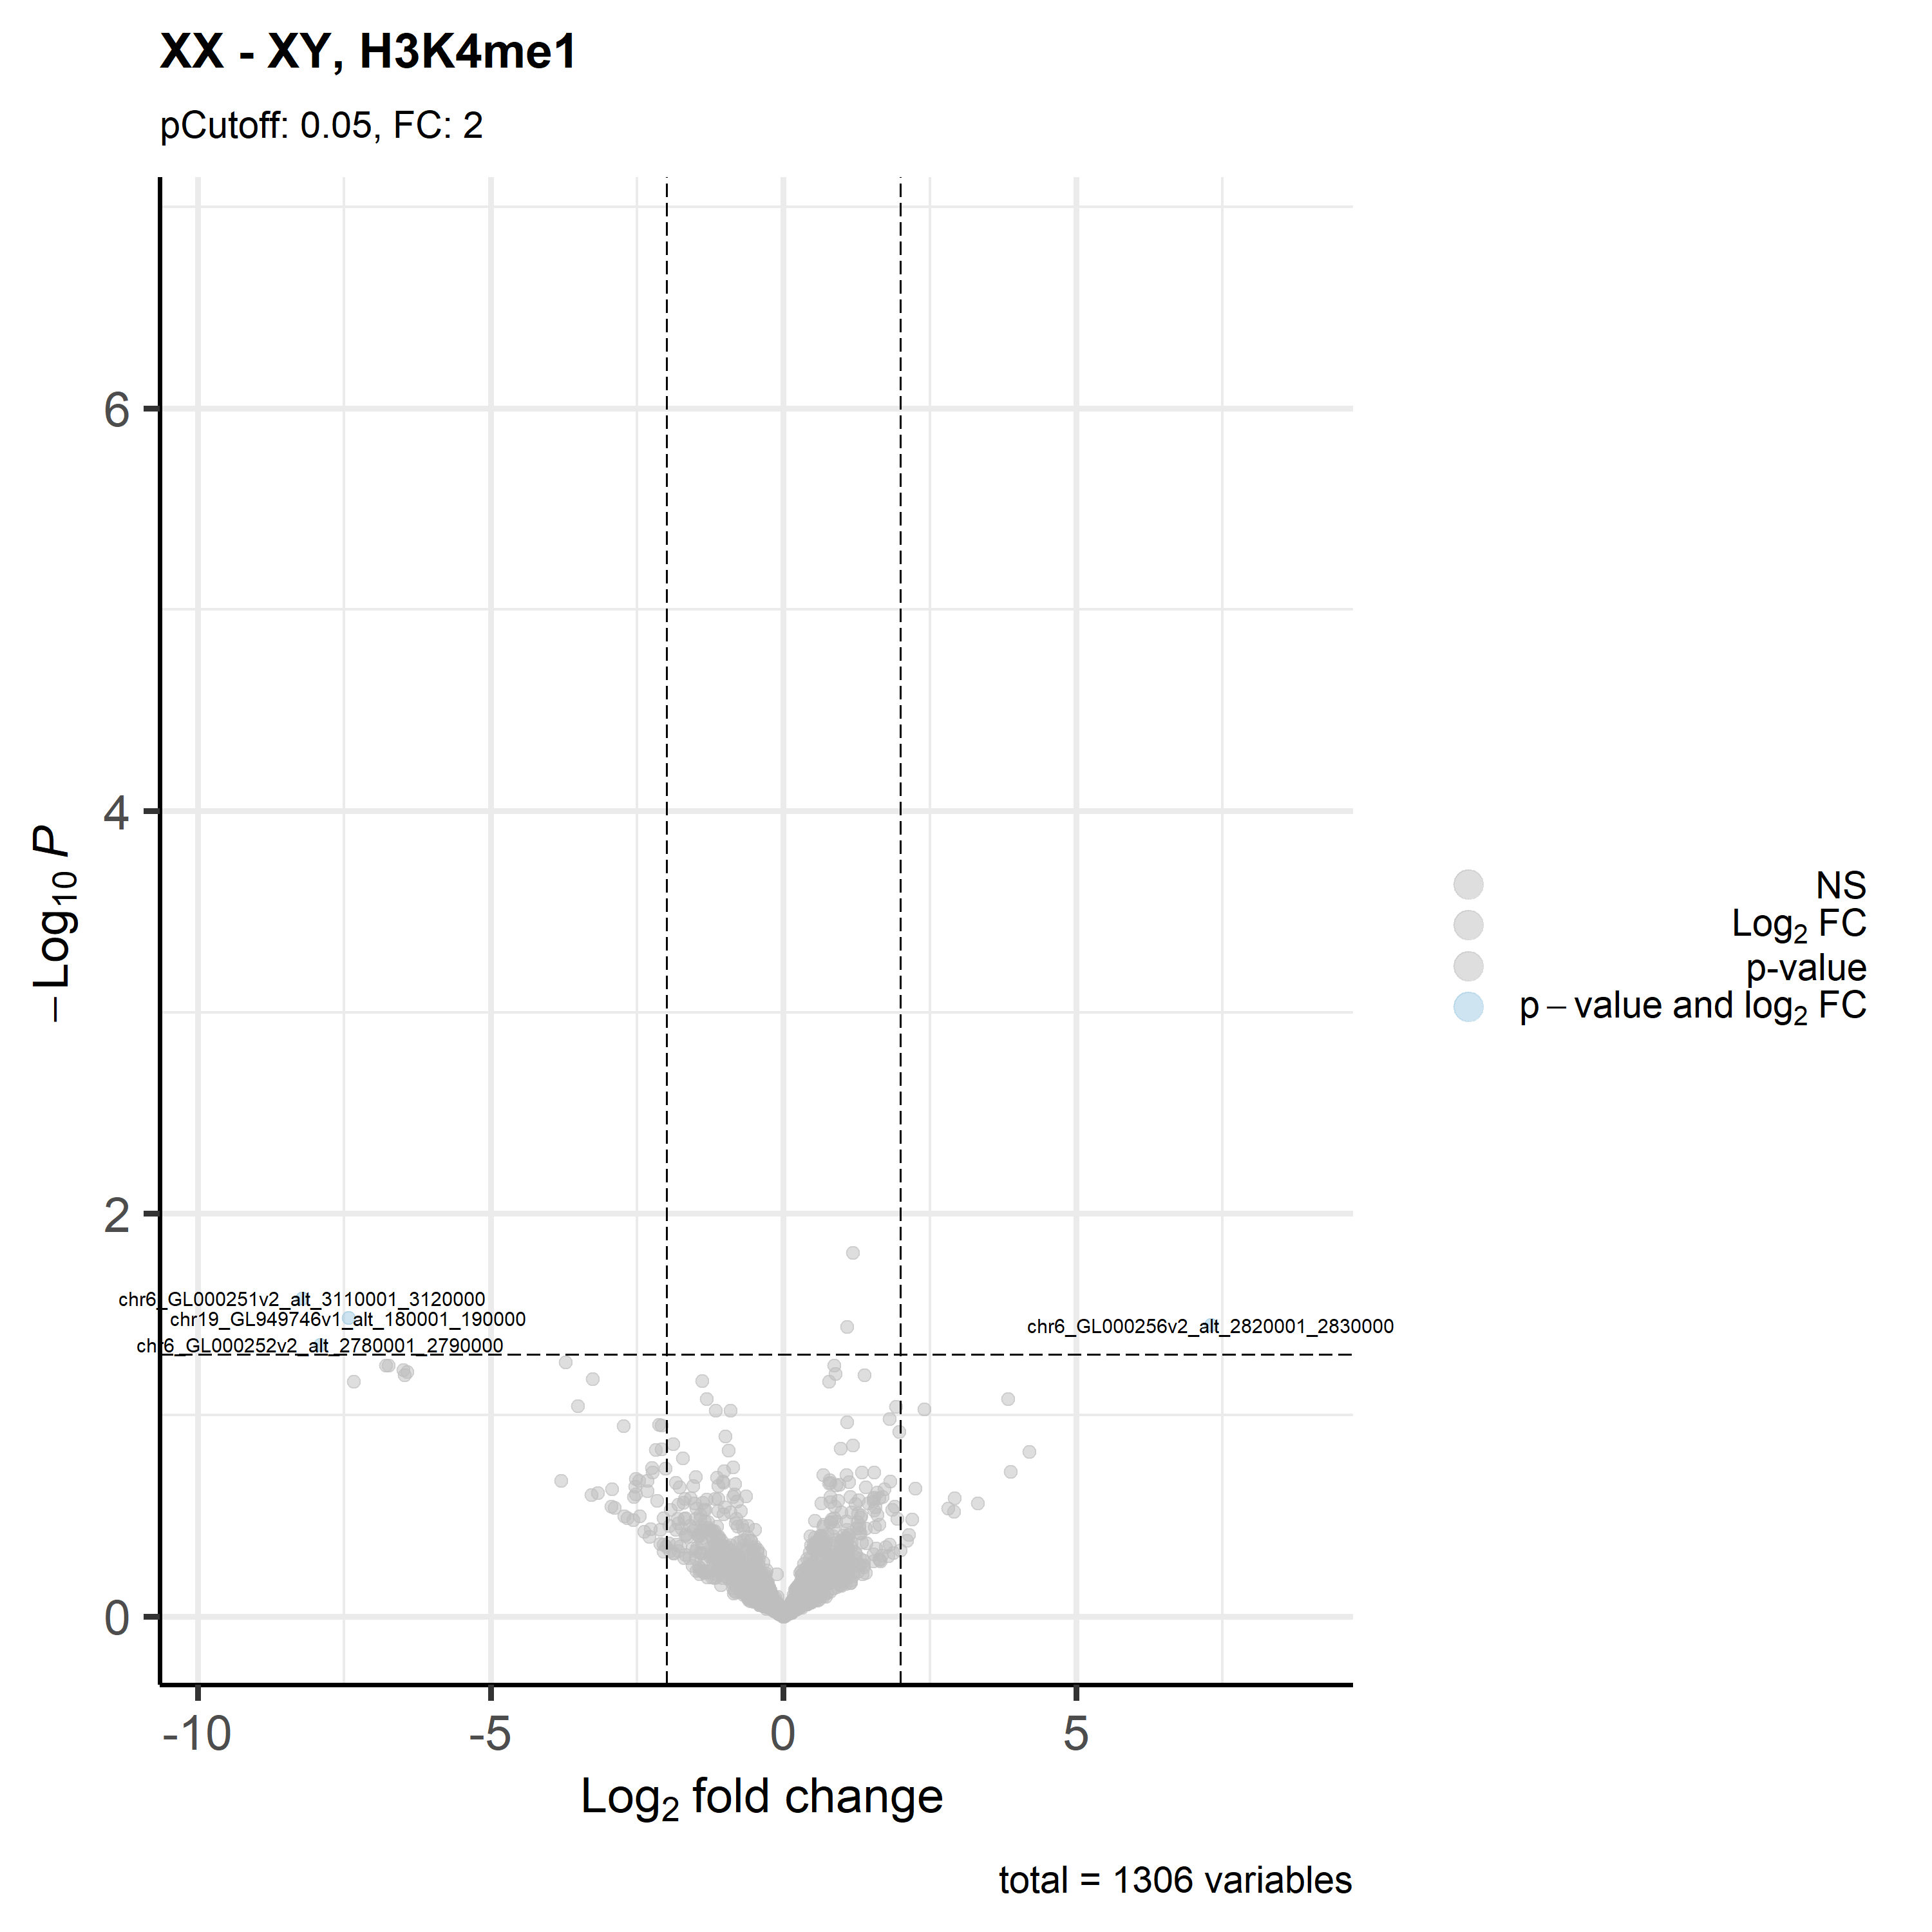 XX - XY, H3K4me1
pCutoff: 0.05, FC: 2
6
4
2
0
−Log10 P
chr6_GL000251v2_alt_3110001_3120000
chr19_GL949746v1_alt_180001_190000
chr6_GL000252v2_alt_2780001_2790000
chr6_GL000256v2_alt_2820001_2830000
NS
Log2 FC
p-value
p − value and log2 FC
-10 -5 0 5
Log2 fold change
total = 1306 variables